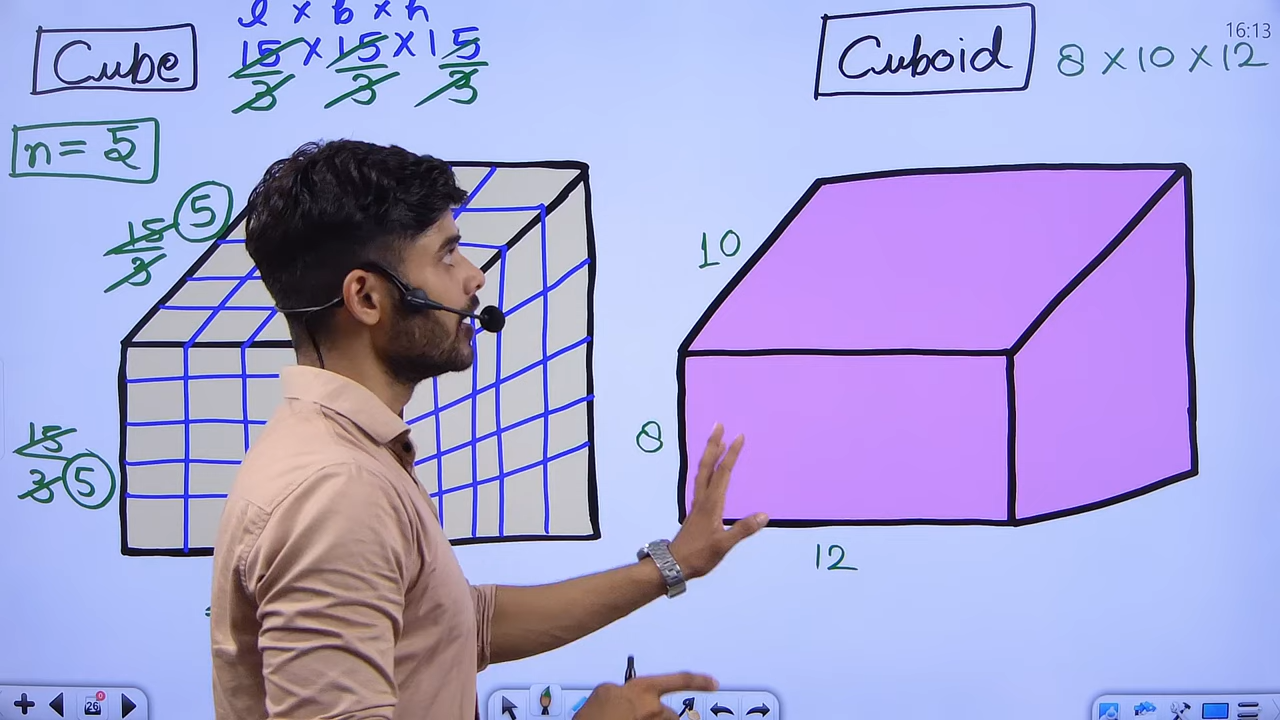 l × b × h
Cube
15/3 × 15/3 × 15/3
Cuboid
8 × 10 × 12
16:13
n = 5
15/3 5
10
15/3 5
8
12
26